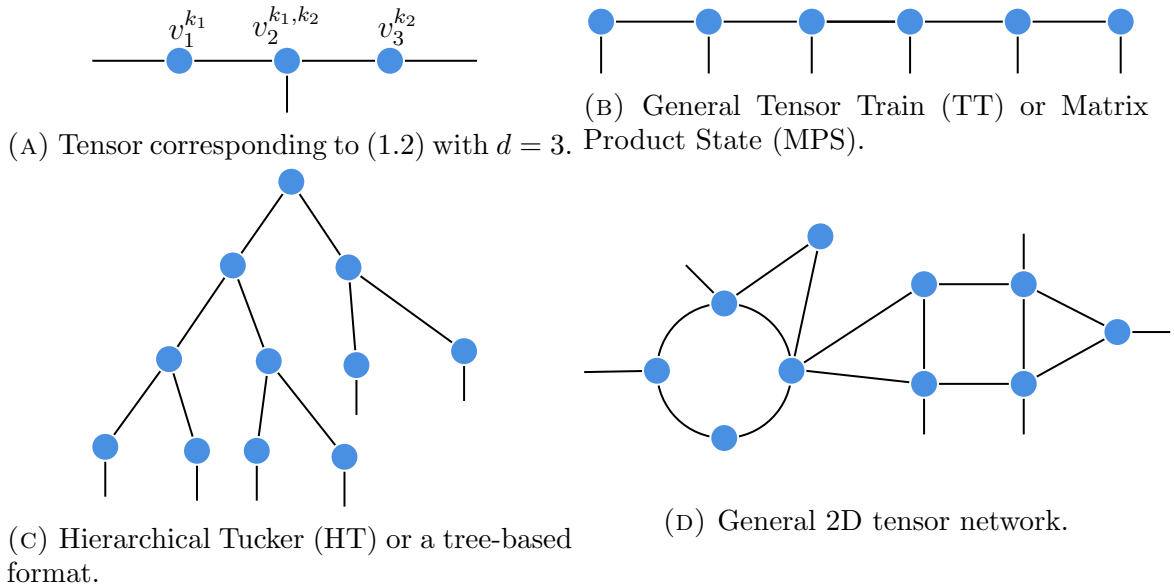 v_1^{k_1} v_2^{k_1,k_2} v_3^{k_2}
(A) Tensor corresponding to (1.2) with d = 3.
(B) General Tensor Train (TT) or Matrix
Product State (MPS).
(C) Hierarchical Tucker (HT) or a tree-based
format.
(D) General 2D tensor network.